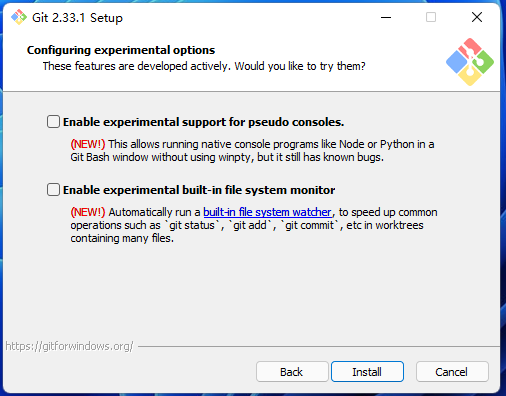 Git 2.33.1 Setup
Configuring experimental options
These features are developed actively. Would you like to try them?
Enable experimental support for pseudo consoles.
(NEW!) This allows running native console programs like Node or Python in a
Git Bash window without using winpty, but it still has known bugs.
Enable experimental built-in file system monitor
(NEW!) Automatically run a built-in file system watcher, to speed up common
operations such as `git status`, `git add`, `git commit`, etc in worktrees
containing many files.
https://gitforwindows.org/
Back Install Cancel